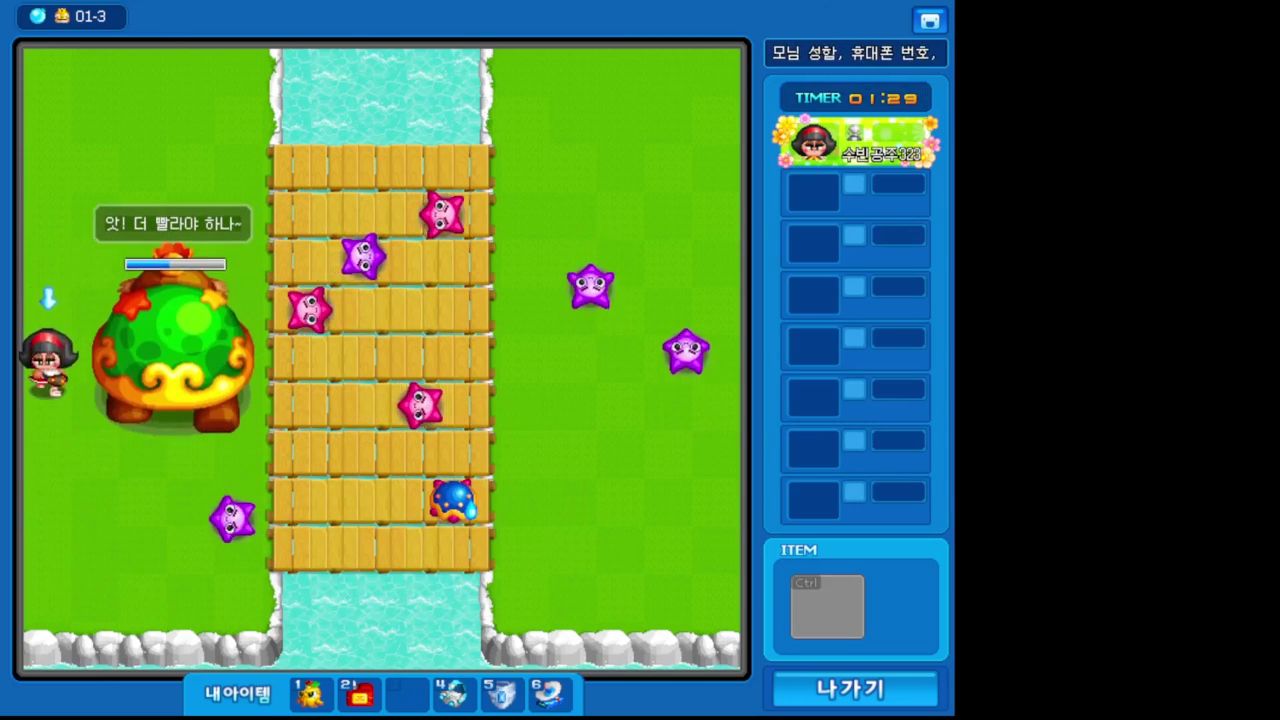 01-3
모님 성함, 휴대폰 번호,
TIMER 01:29
수빈공주323
앗! 더 빨라야 하나~
ITEM
Ctrl
내 아이템
1
2
4
5
6
나가기